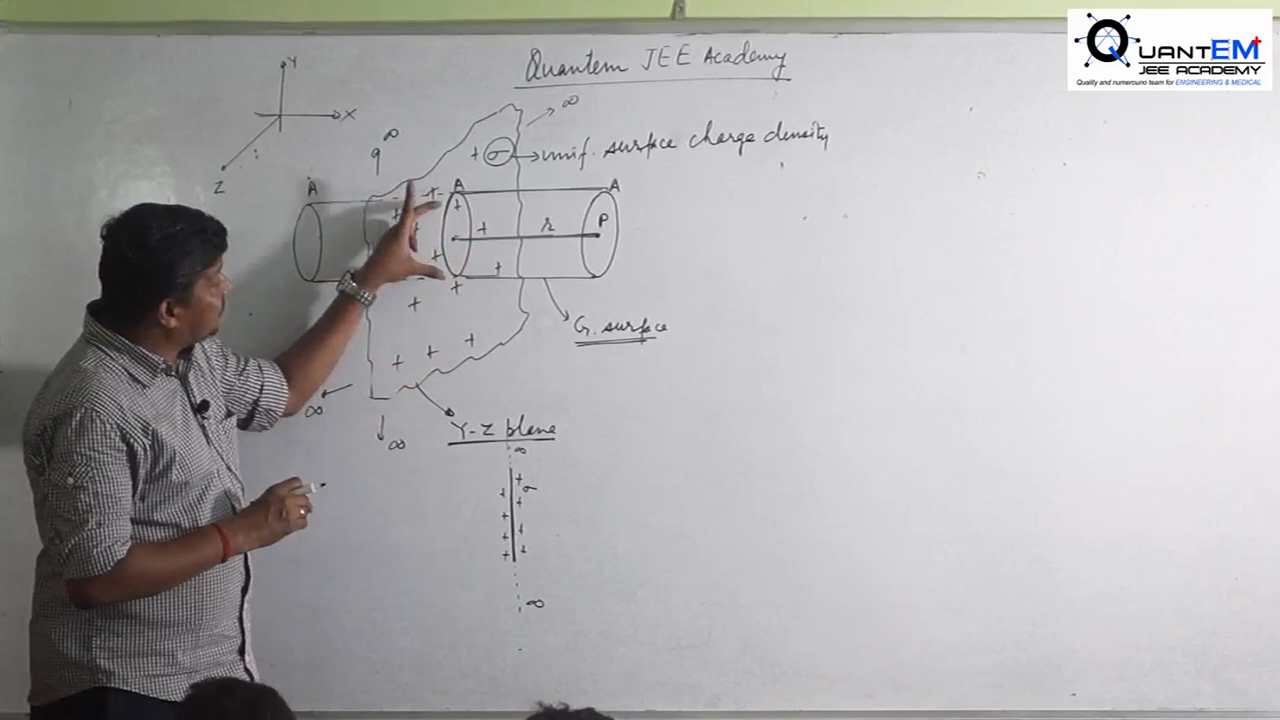 Quantem JEE Academy
QUANTEM
JEE ACADEMY
Quality and numerouno team for ENGINEERING & MEDICAL
Y
X
Z
∞
∞
q
+ σ → unif. surface charge density
A
A
A
+ +
+
+
+
+
r
P
+
+
+
+
G. surface
+ + +
∞
∞
Y-Z plane
∞
+ σ
+ +
+ +
+ +
+
∞